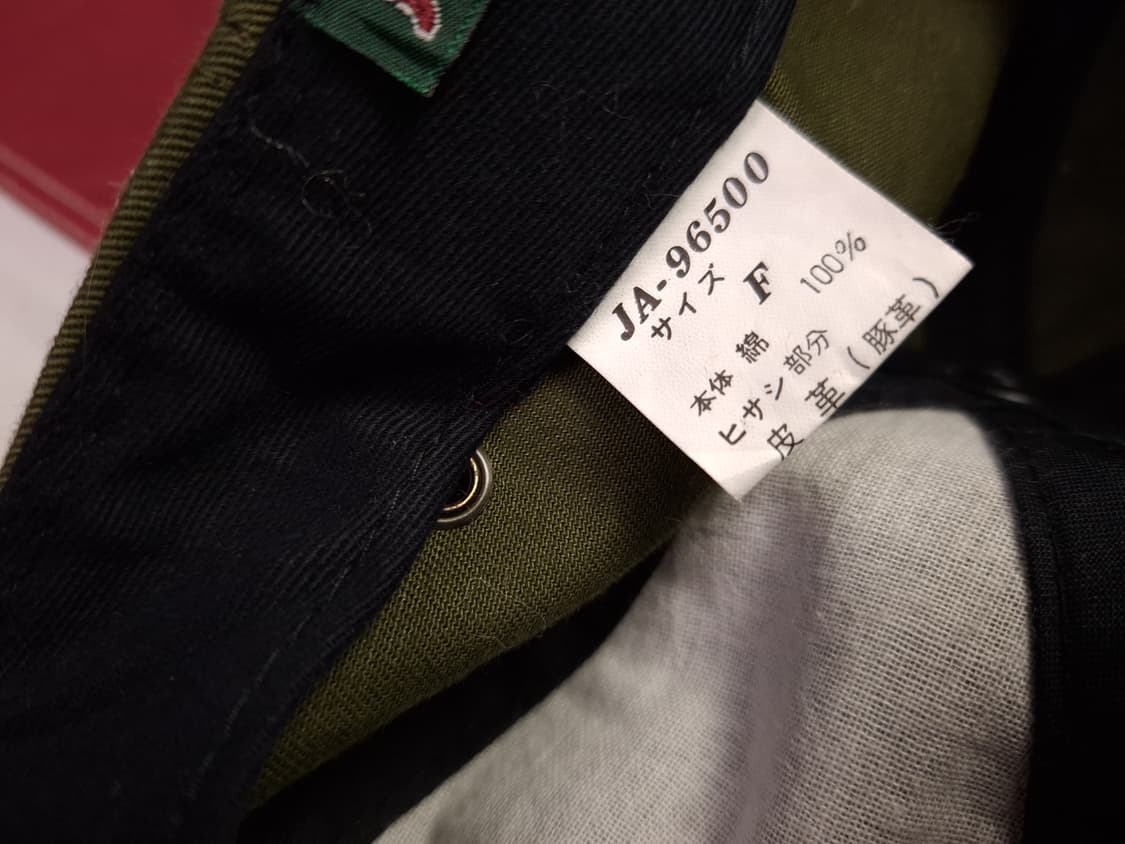 JA-96500
サイズ
F
本体 綿 100%
ヒサシ部分
皮 革 (豚革)